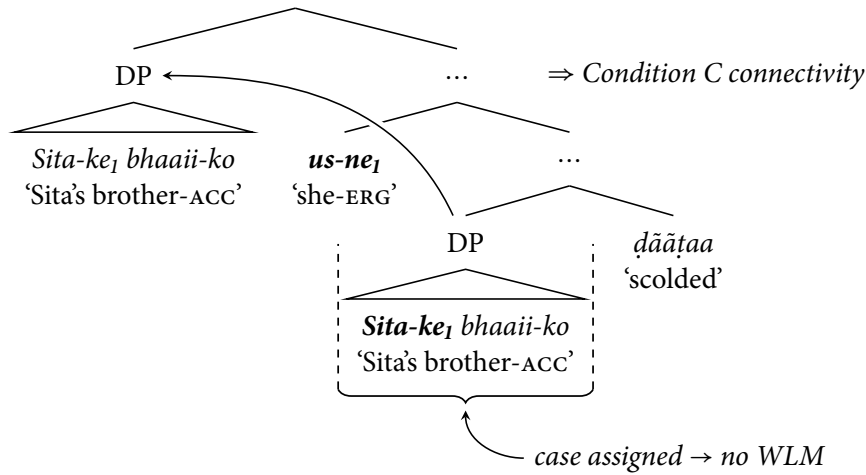 DP ... ⇒ Condition C connectivity
Sita-ke₁ bhaaii-ko us-ne₁ ...
‘Sita’s brother-ACC’ ‘she-ERG’
DP ḍããṭaa
‘scolded’
Sita-ke₁ bhaaii-ko
‘Sita’s brother-ACC’
case assigned → no WLM